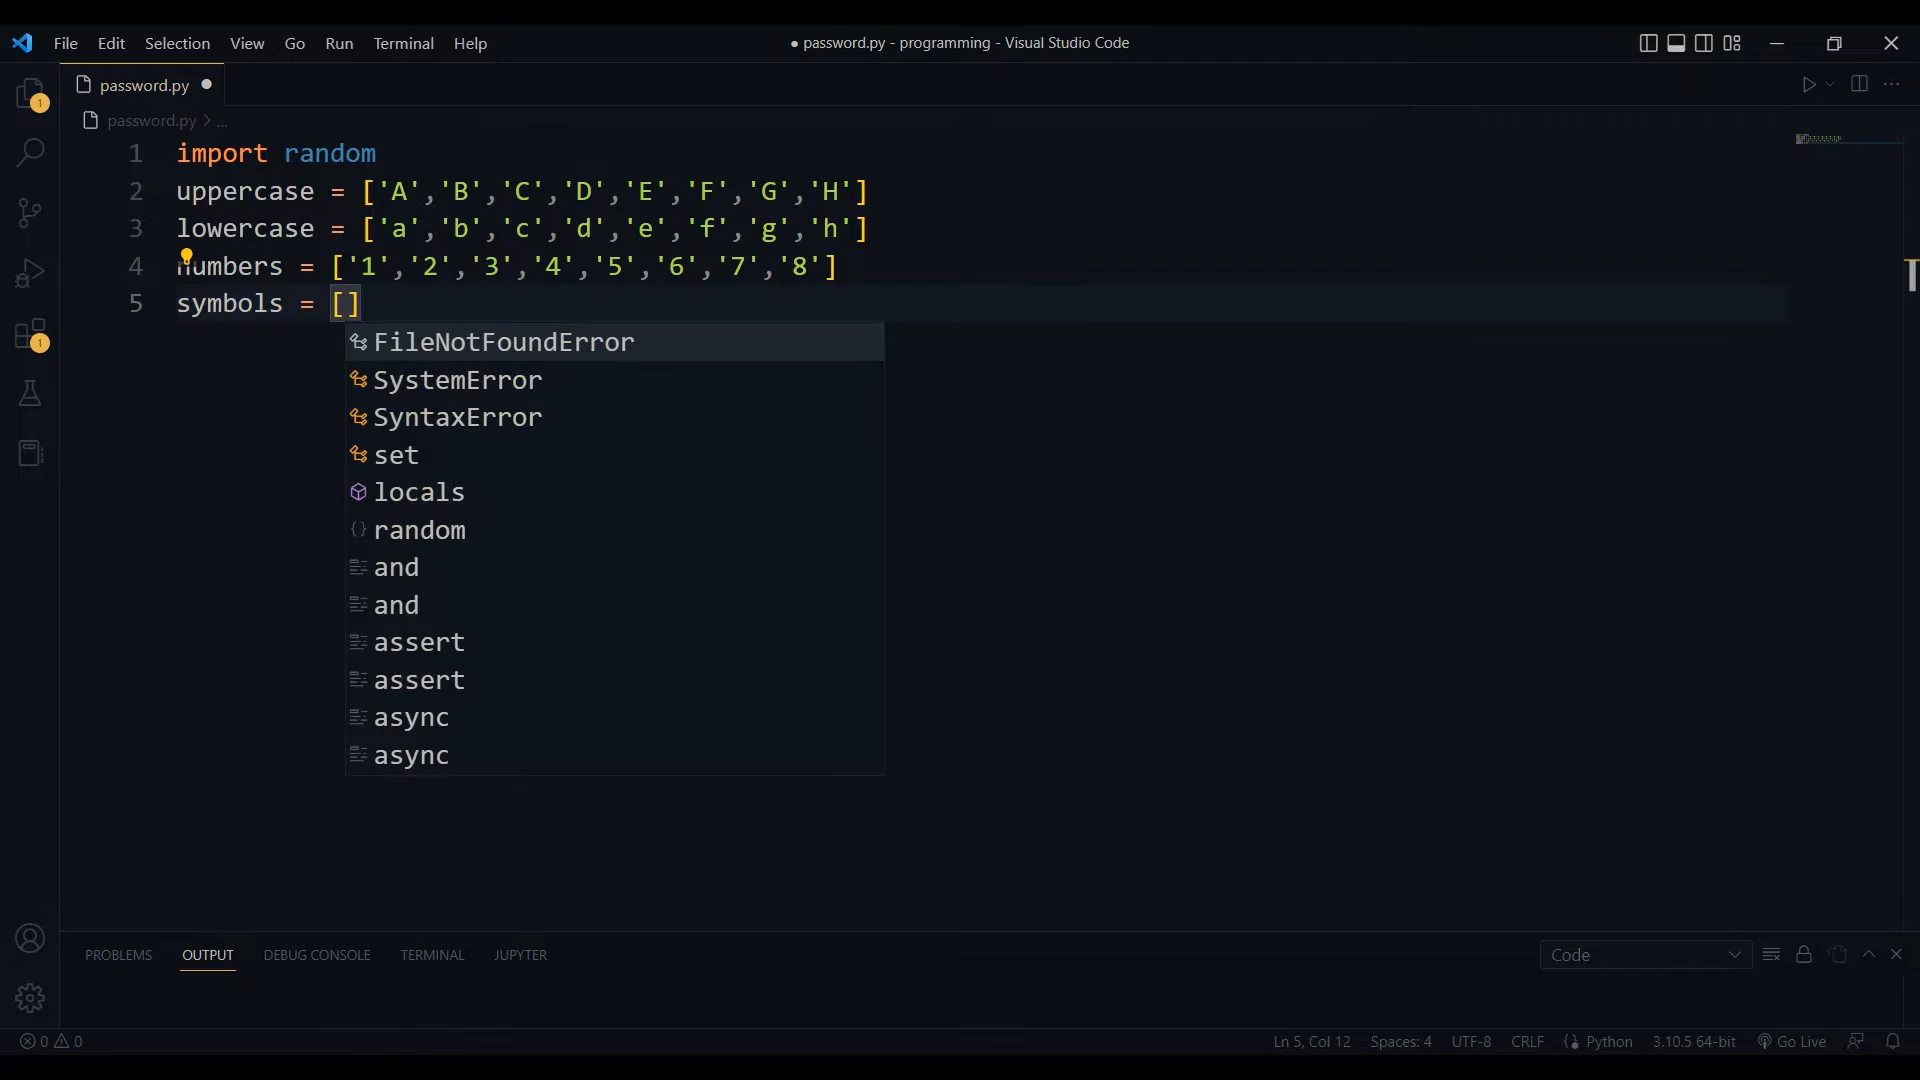 File Edit Selection View Go Run Terminal Help
● password.py - programming - Visual Studio Code
password.py ●
password.py > ...
1 import random
2 uppercase = ['A','B','C','D','E','F','G','H']
3 lowercase = ['a','b','c','d','e','f','g','h']
4 numbers = ['1','2','3','4','5','6','7','8']
5 symbols = []
FileNotFoundError
SystemError
SyntaxError
set
locals
random
and
and
assert
assert
async
async
1
1
PROBLEMS OUTPUT DEBUG CONSOLE TERMINAL JUPYTER
Code
0 0 Ln 5, Col 12 Spaces: 4 UTF-8 CRLF Python 3.10.5 64-bit Go Live